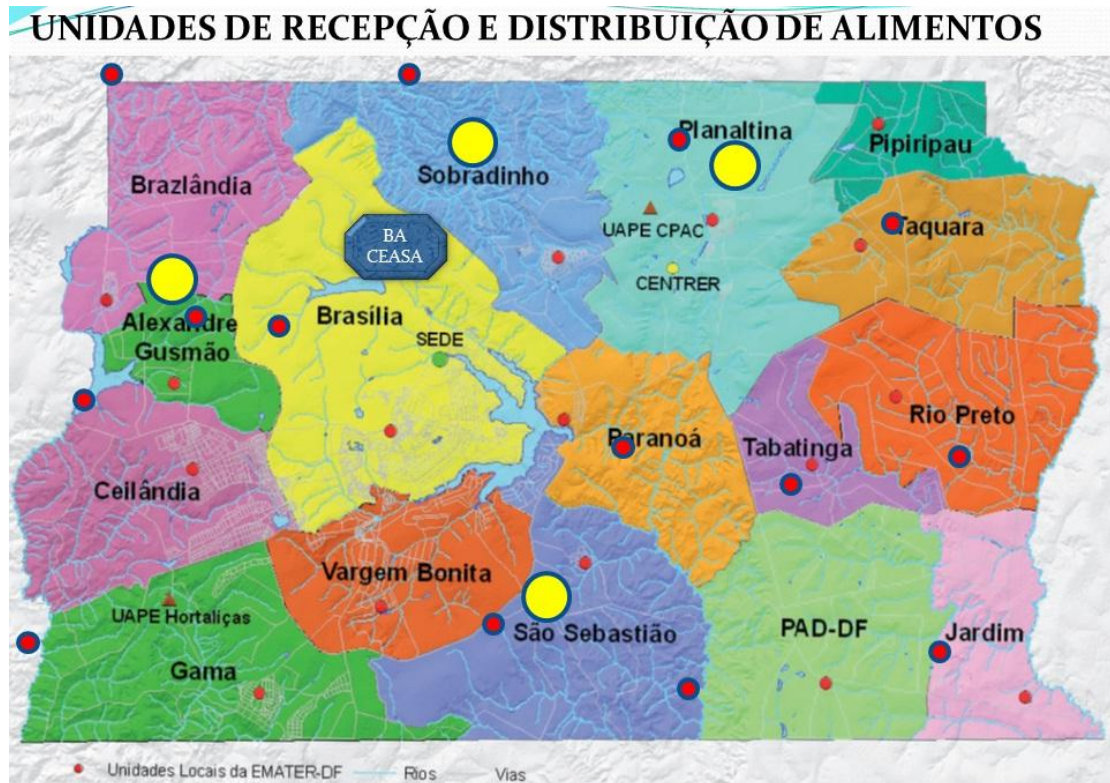 UNIDADES DE RECEPÇÃO E DISTRIBUIÇÃO DE ALIMENTOS
Planaltina
Pipiripau
Sobradinho
Brazlândia
UAPE CPAC
Taquara
BA
CEASA
CENTRER
Alexandre
Gusmão
Brasília
SEDE
Rio Preto
Paranoá
Tabatinga
Ceilândia
Vargem Bonita
UAPE Hortaliças
São Sebastião
PAD-DF
Jardim
Gama
Unidades Locais da EMATER-DF
Rios
Vias